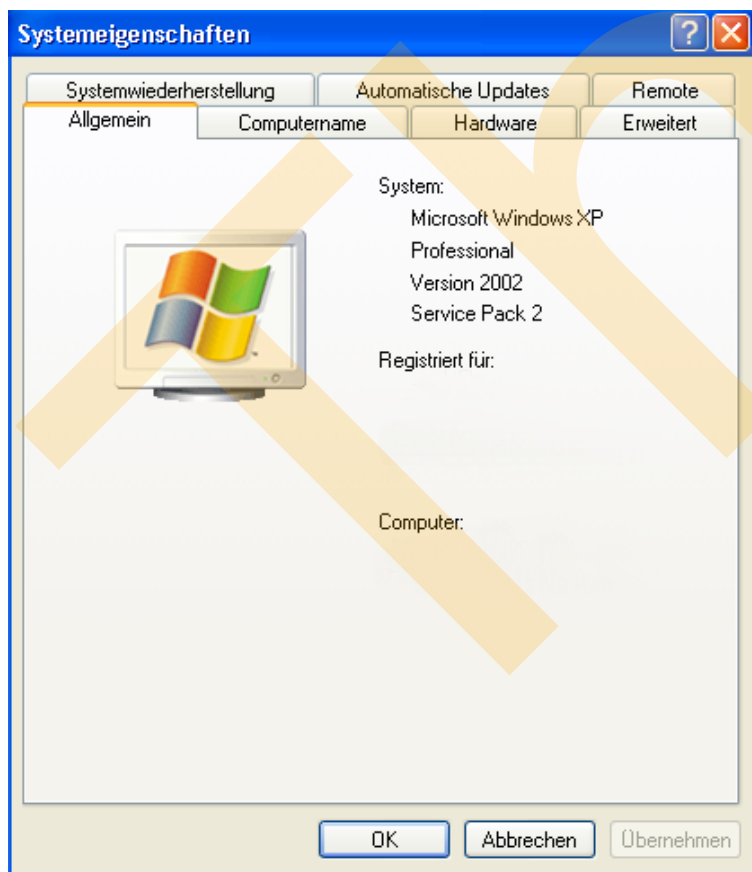 Systemeigenschaften
Systemwiederherstellung Automatische Updates Remote
Allgemein Computername Hardware Erweitert
System:
Microsoft Windows XP
Professional
Version 2002
Service Pack 2
Registriert für:
Computer:
OK Abbrechen Übernehmen